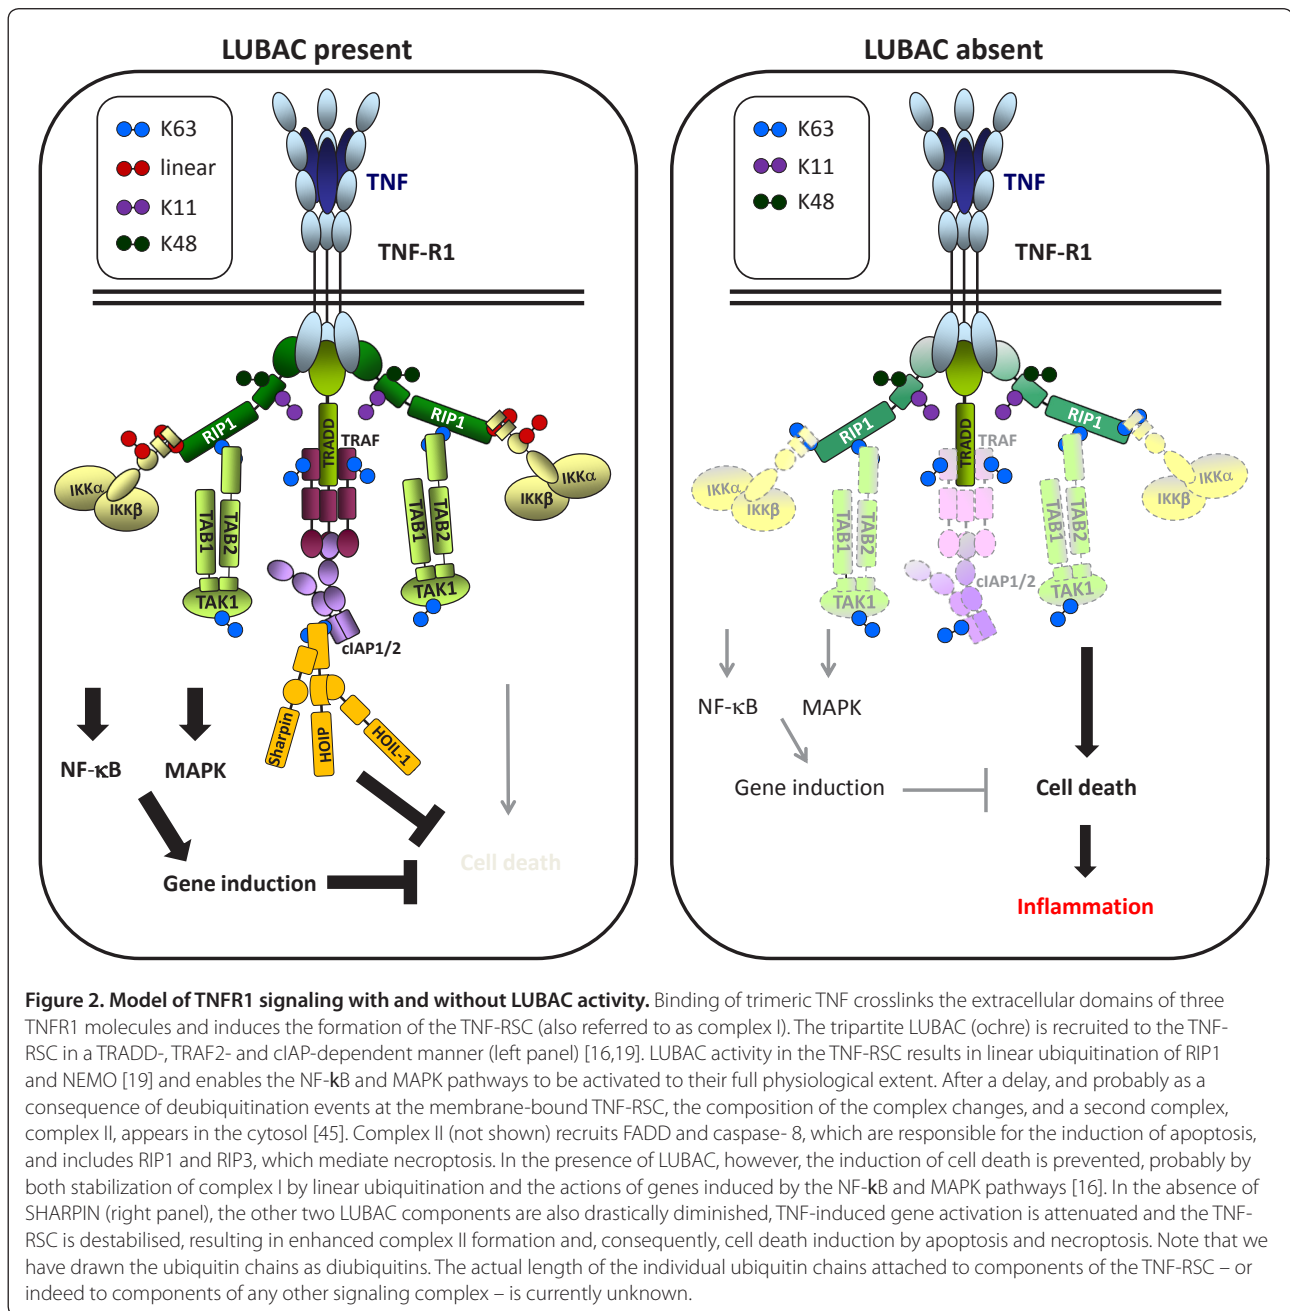 LUBAC present
K63
linear
K11
K48
TNF
TNF-R1
RIP1
RIP1
TRADD
TRAF
IKKα
IKKβ
IKKα
IKKβ
TAB1
TAB2
TAK1
TAB1
TAB2
TAK1
cIAP1/2
Sharpin
HOIP
HOIL-1
NF-κB
MAPK
Gene induction
Cell death
LUBAC absent
K63
K11
K48
TNF
TNF-R1
RIP1
RIP1
TRADD
TRAF
IKKα
IKKβ
IKKα
IKKβ
TAB1
TAB2
TAK1
TAB1
TAB2
TAK1
cIAP1/2
NF-κB
MAPK
Gene induction
Cell death
Inflammation
Figure 2. Model of TNFR1 signaling with and without LUBAC activity. Binding of trimeric TNF crosslinks the extracellular domains of three
TNFR1 molecules and induces the formation of the TNF-RSC (also referred to as complex I). The tripartite LUBAC (ochre) is recruited to the TNF-
RSC in a TRADD-, TRAF2- and cIAP-dependent manner (left panel) [16,19]. LUBAC activity in the TNF-RSC results in linear ubiquitination of RIP1
and NEMO [19] and enables the NF-kB and MAPK pathways to be activated to their full physiological extent. After a delay, and probably as a
consequence of deubiquitination events at the membrane-bound TNF-RSC, the composition of the complex changes, and a second complex,
complex II, appears in the cytosol [45]. Complex II (not shown) recruits FADD and caspase- 8, which are responsible for the induction of apoptosis,
and includes RIP1 and RIP3, which mediate necroptosis. In the presence of LUBAC, however, the induction of cell death is prevented, probably by
both stabilization of complex I by linear ubiquitination and the actions of genes induced by the NF-kB and MAPK pathways [16]. In the absence of
SHARPIN (right panel), the other two LUBAC components are also drastically diminished, TNF-induced gene activation is attenuated and the TNF-
RSC is destabilised, resulting in enhanced complex II formation and, consequently, cell death induction by apoptosis and necroptosis. Note that we
have drawn the ubiquitin chains as diubiquitins. The actual length of the individual ubiquitin chains attached to components of the TNF-RSC – or
indeed to components of any other signaling complex – is currently unknown.